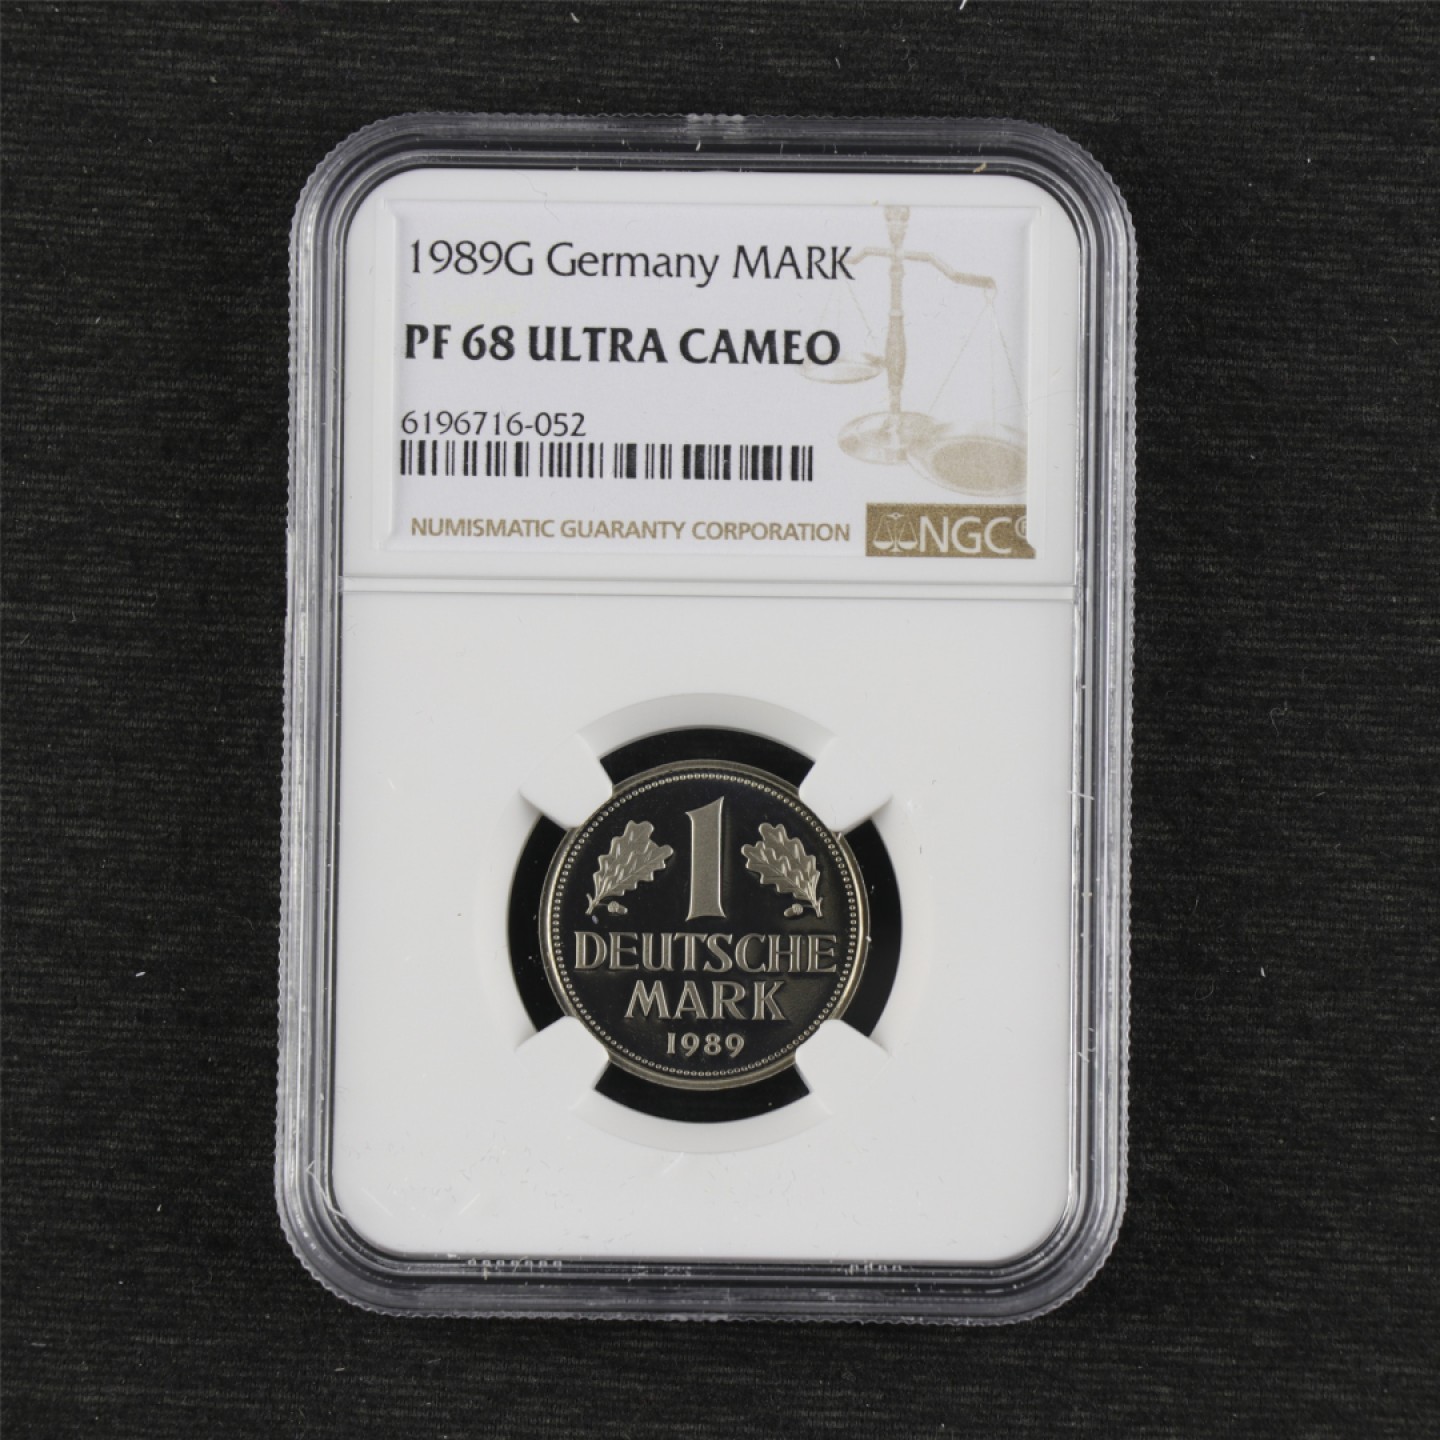 1989G Germany MARK
PF 68 ULTRA CAMEO
6196716-052
NUMISMATIC GUARANTY CORPORATION
NGC®
1
DEUTSCHE
MARK
1989